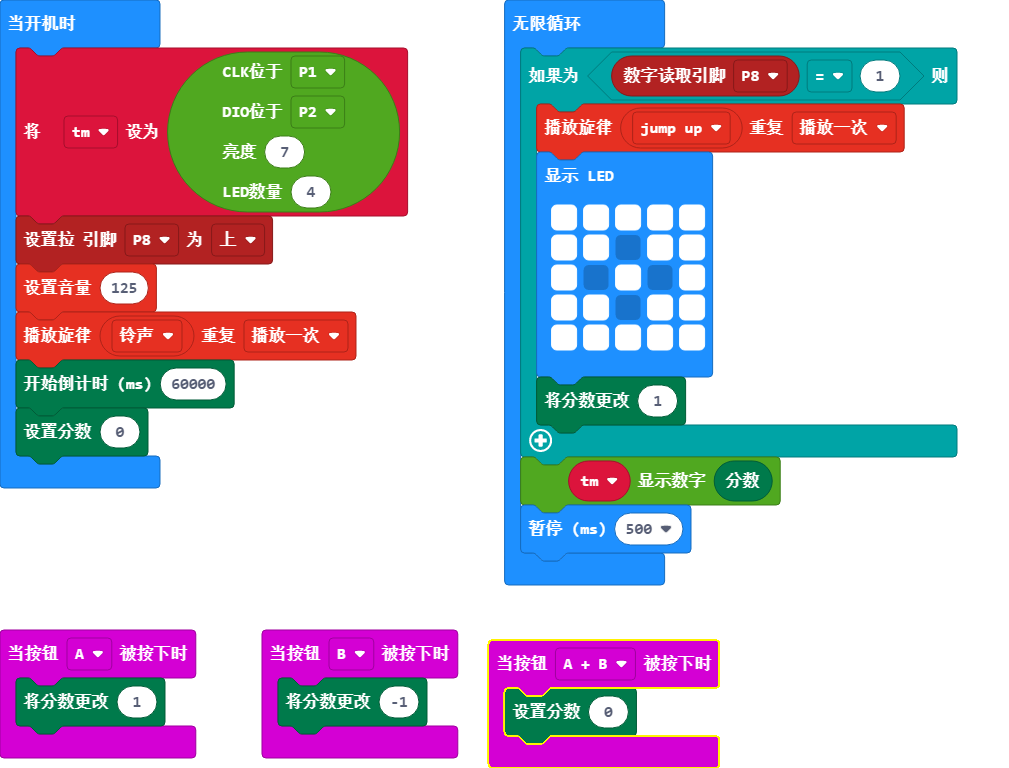 当开机时
将 tm 设为
CLK位于 P1
DIO位于 P2
亮度 7
LED数量 4
设置拉 引脚 P8 为 上
设置音量 125
播放旋律 铃声 重复 播放一次
开始倒计时 (ms) 60000
设置分数 0
无限循环
如果为 数字读取引脚 P8 = 1 则
播放旋律 jump up 重复 播放一次
显示 LED
将分数更改 1
tm 显示数字 分数
暂停 (ms) 500
当按钮 A 被按下时
将分数更改 1
当按钮 B 被按下时
将分数更改 -1
当按钮 A + B 被按下时
设置分数 0